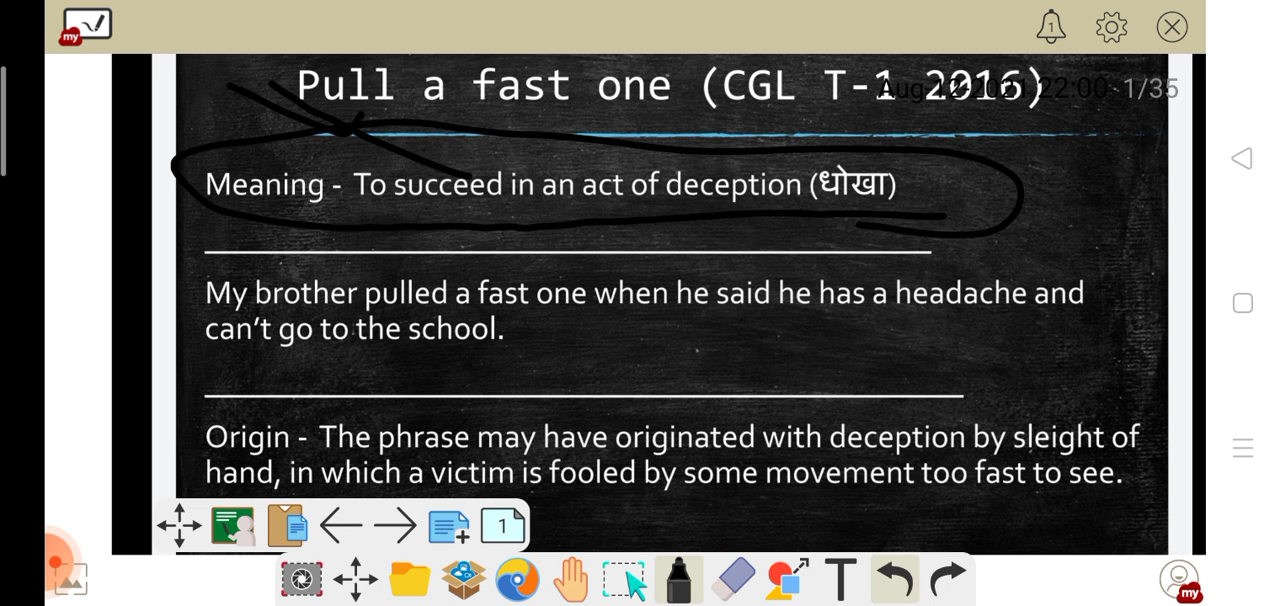 my
1
Pull a fast one (CGL T-1 2016)
22:00 1/35
Meaning - To succeed in an act of deception (धोखा)
My brother pulled a fast one when he said he has a headache and
can't go to the school.
Origin - The phrase may have originated with deception by sleight of
hand, in which a victim is fooled by some movement too fast to see.
1
T
my